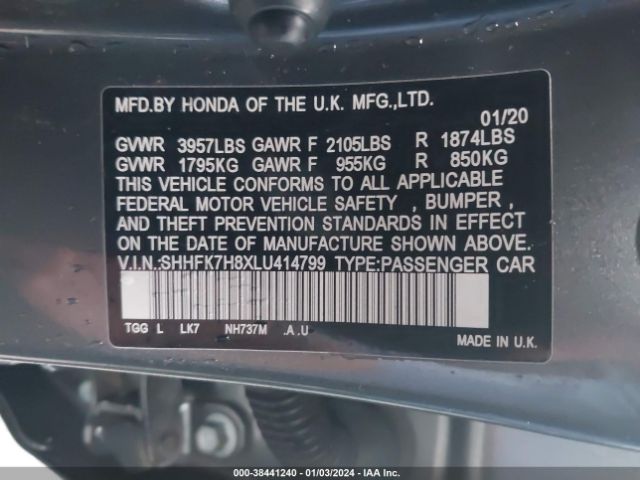 MFD.BY HONDA OF THE U.K. MFG.,LTD.
01/20
GVWR 3957LBS GAWR F 2105LBS R 1874LBS
GVWR 1795KG GAWR F 955KG R 850KG
THIS VEHICLE CONFORMS TO ALL APPLICABLE
FEDERAL MOTOR VEHICLE SAFETY , BUMPER ,
AND THEFT PREVENTION STANDARDS IN EFFECT
ON THE DATE OF MANUFACTURE SHOWN ABOVE.
V.I.N.:SHHFK7H8XLU414799 TYPE:PASSENGER CAR
TGG L LK7 NH737M .A .U
MADE IN U.K.
COPART - 38441240 - 01/03/2024 - IAA Inc.